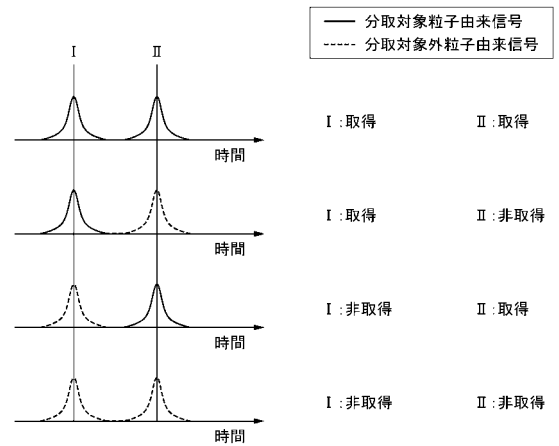 分取対象粒子由来信号
分取対象外粒子由来信号
Ⅰ Ⅱ
Ⅰ:取得 Ⅱ:取得
時間
Ⅰ:取得 Ⅱ:非取得
時間
Ⅰ:非取得 Ⅱ:取得
時間
Ⅰ:非取得 Ⅱ:非取得
時間